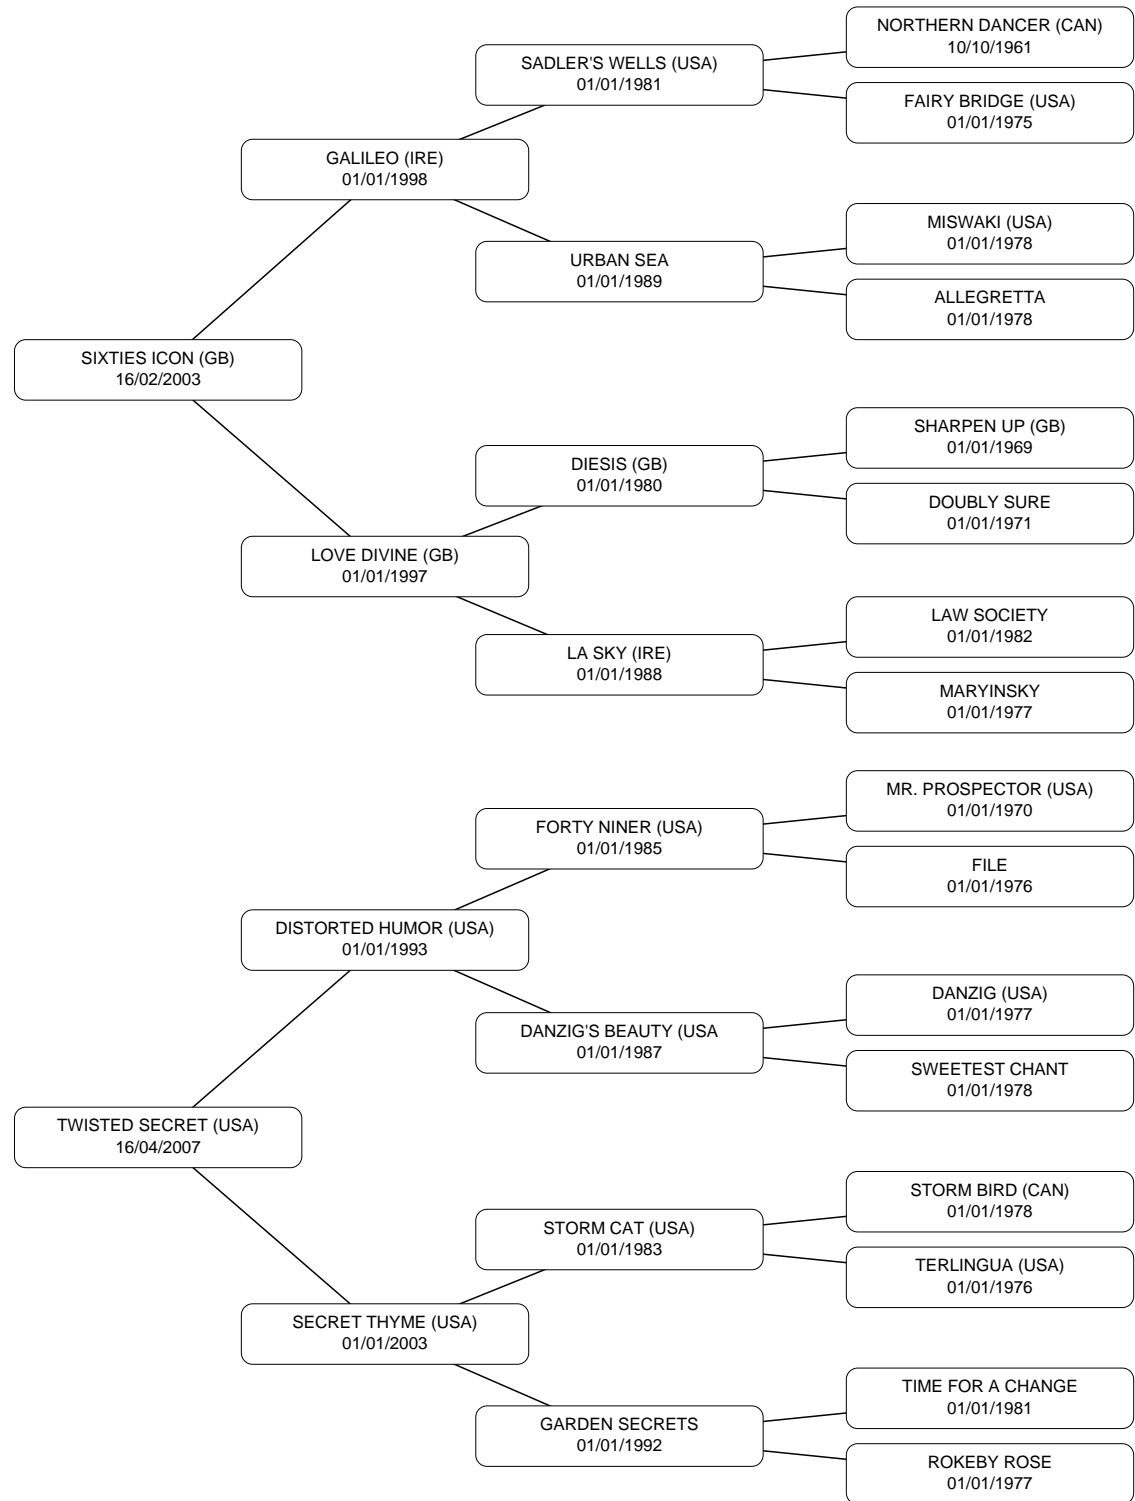 NORTHERN DANCER (CAN)
10/10/1961
SADLER'S WELLS (USA)
01/01/1981
FAIRY BRIDGE (USA)
01/01/1975
GALILEO (IRE)
01/01/1998
MISWAKI (USA)
01/01/1978
URBAN SEA
01/01/1989
ALLEGRETTA
01/01/1978
SIXTIES ICON (GB)
16/02/2003
SHARPEN UP (GB)
01/01/1969
DIESIS (GB)
01/01/1980
DOUBLY SURE
01/01/1971
LOVE DIVINE (GB)
01/01/1997
LAW SOCIETY
01/01/1982
LA SKY (IRE)
01/01/1988
MARYINSKY
01/01/1977
MR. PROSPECTOR (USA)
01/01/1970
FORTY NINER (USA)
01/01/1985
FILE
01/01/1976
DISTORTED HUMOR (USA)
01/01/1993
DANZIG (USA)
01/01/1977
DANZIG'S BEAUTY (USA
01/01/1987
SWEETEST CHANT
01/01/1978
TWISTED SECRET (USA)
16/04/2007
STORM BIRD (CAN)
01/01/1978
STORM CAT (USA)
01/01/1983
TERLINGUA (USA)
01/01/1976
SECRET THYME (USA)
01/01/2003
TIME FOR A CHANGE
01/01/1981
GARDEN SECRETS
01/01/1992
ROKEBY ROSE
01/01/1977